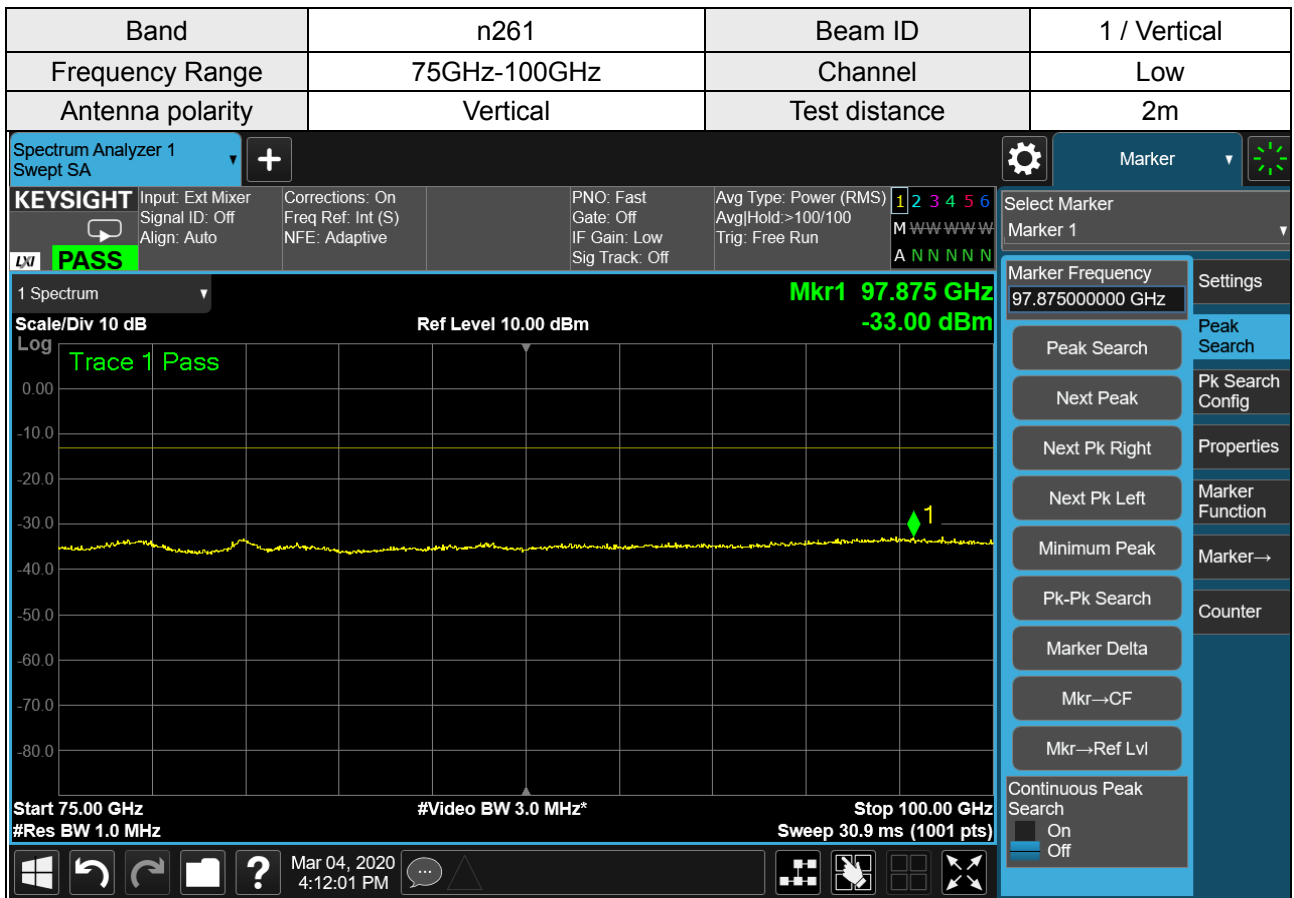 Band n261 Beam ID 1 / Vertical
Frequency Range 75GHz-100GHz Channel Low
Antenna polarity Vertical Test distance 2m
Spectrum Analyzer 1
Swept SA
▼
+
Marker ▼
KEYSIGHT
LXI
PASS
Input: Ext Mixer
Signal ID: Off
Align: Auto
Corrections: On
Freq Ref: Int (S)
NFE: Adaptive
PNO: Fast
Gate: Off
IF Gain: Low
Sig Track: Off
Avg Type: Power (RMS)
Avg|Hold:>100/100
Trig: Free Run
1 2 3 4 5 6
M W W W W W
A N N N N N
Select Marker
Marker 1 ▼
1 Spectrum ▼
Scale/Div 10 dB
Log
Ref Level 10.00 dBm
Mkr1 97.875 GHz
-33.00 dBm
Trace 1 Pass
0.00
-10.0
-20.0
-30.0
-40.0
-50.0
-60.0
-70.0
-80.0
1
Start 75.00 GHz
#Res BW 1.0 MHz
#Video BW 3.0 MHz*
Stop 100.00 GHz
Sweep 30.9 ms (1001 pts)
Marker Frequency
97.875000000 GHz
Peak Search
Next Peak
Next Pk Right
Next Pk Left
Minimum Peak
Pk-Pk Search
Marker Delta
Mkr→CF
Mkr→Ref Lvl
Continuous Peak
Search
On
Off
Settings
Peak
Search
Pk Search
Config
Properties
Marker
Function
Marker→
Counter
?
Mar 04, 2020
4:12:01 PM
...